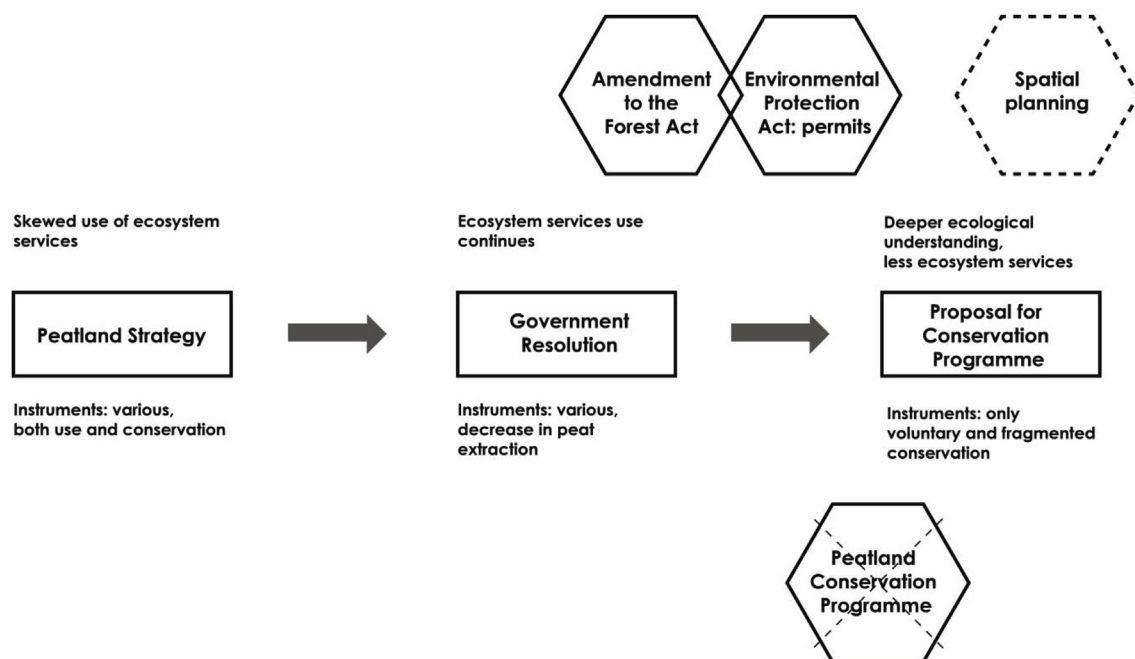 Amendment
to the
Forest Act
Environmental
Protection
Act: permits
Spatial
planning
Skewed use of ecosystem
services
Ecosystem services use
continues
Deeper ecological
understanding,
less ecosystem services
Peatland Strategy
Government
Resolution
Proposal for
Conservation
Programme
Instruments: various,
both use and conservation
Instruments: various,
decrease in peat
extraction
Instruments: only
voluntary and fragmented
conservation
Peatland
Conservation
Programme